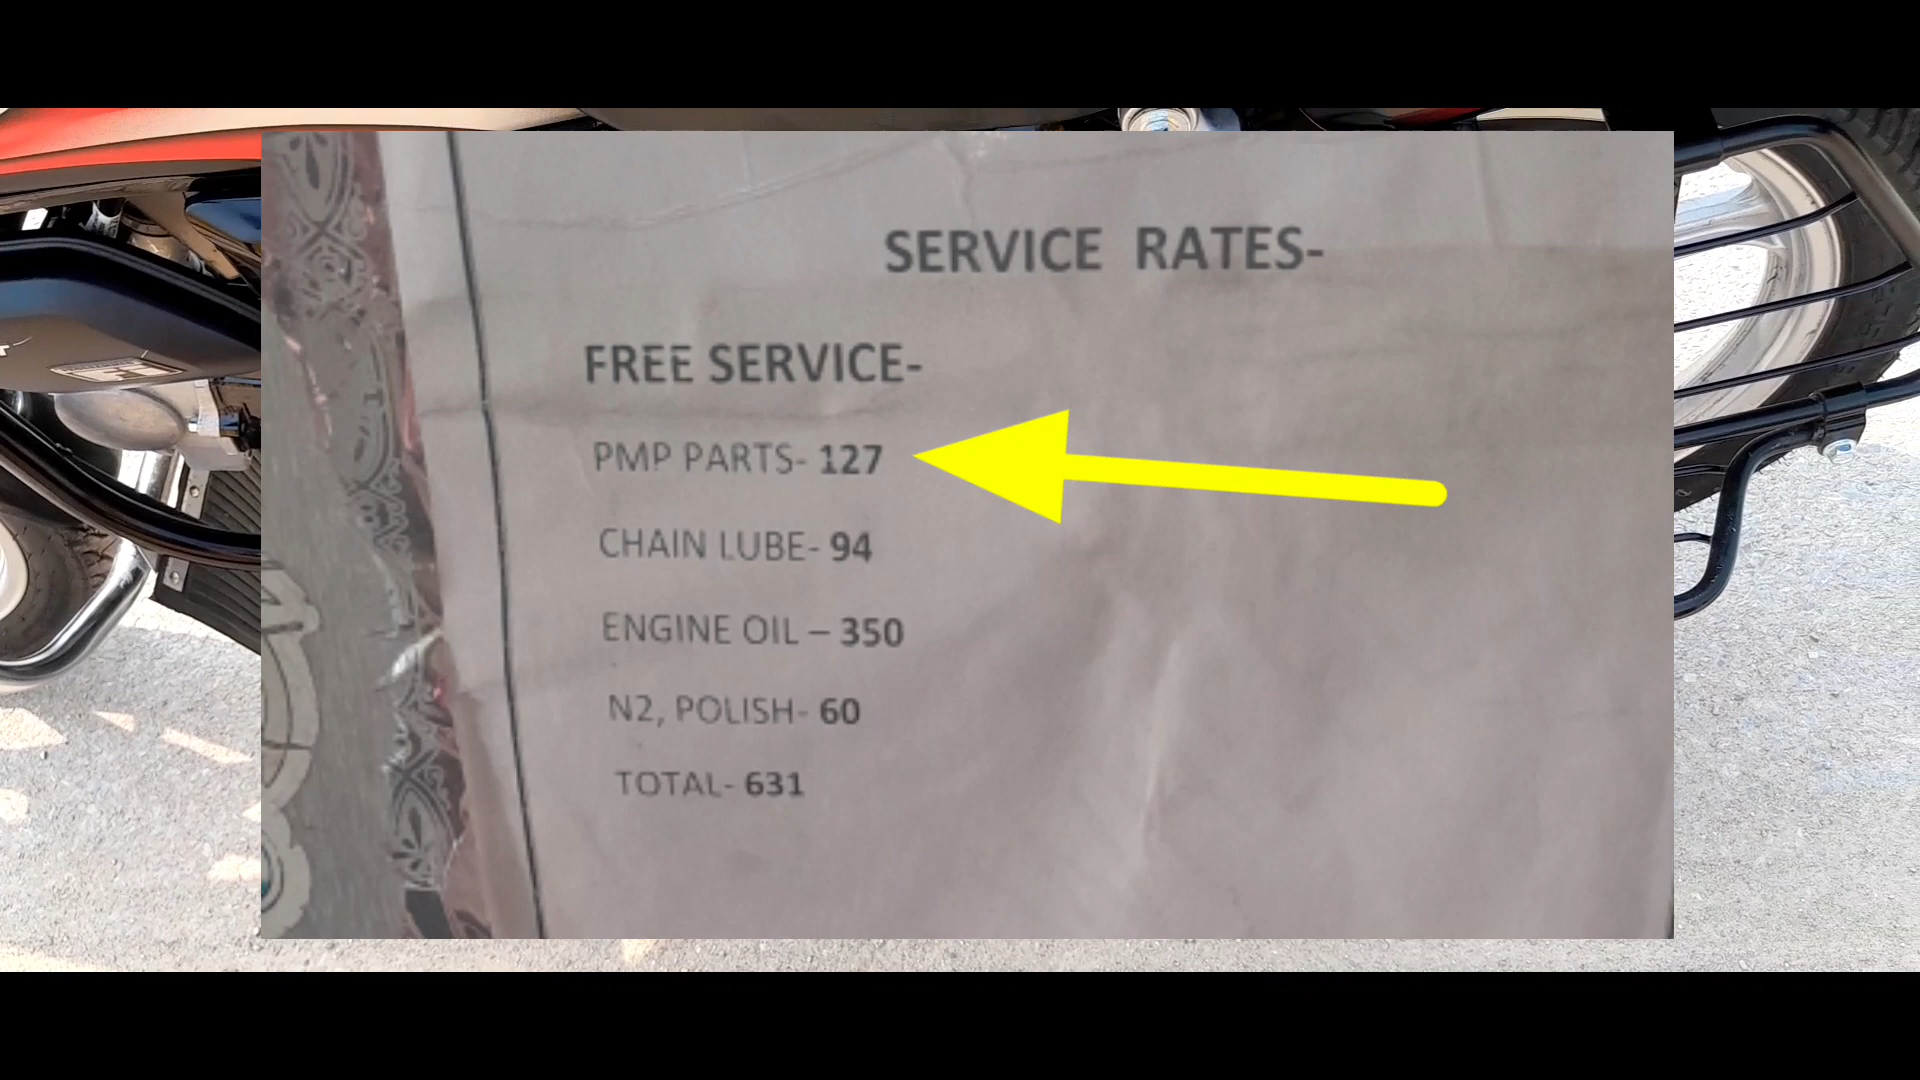 SERVICE RATES-
FREE SERVICE-
PMP PARTS- 127
CHAIN LUBE- 94
ENGINE OIL – 350
N2, POLISH- 60
TOTAL- 631